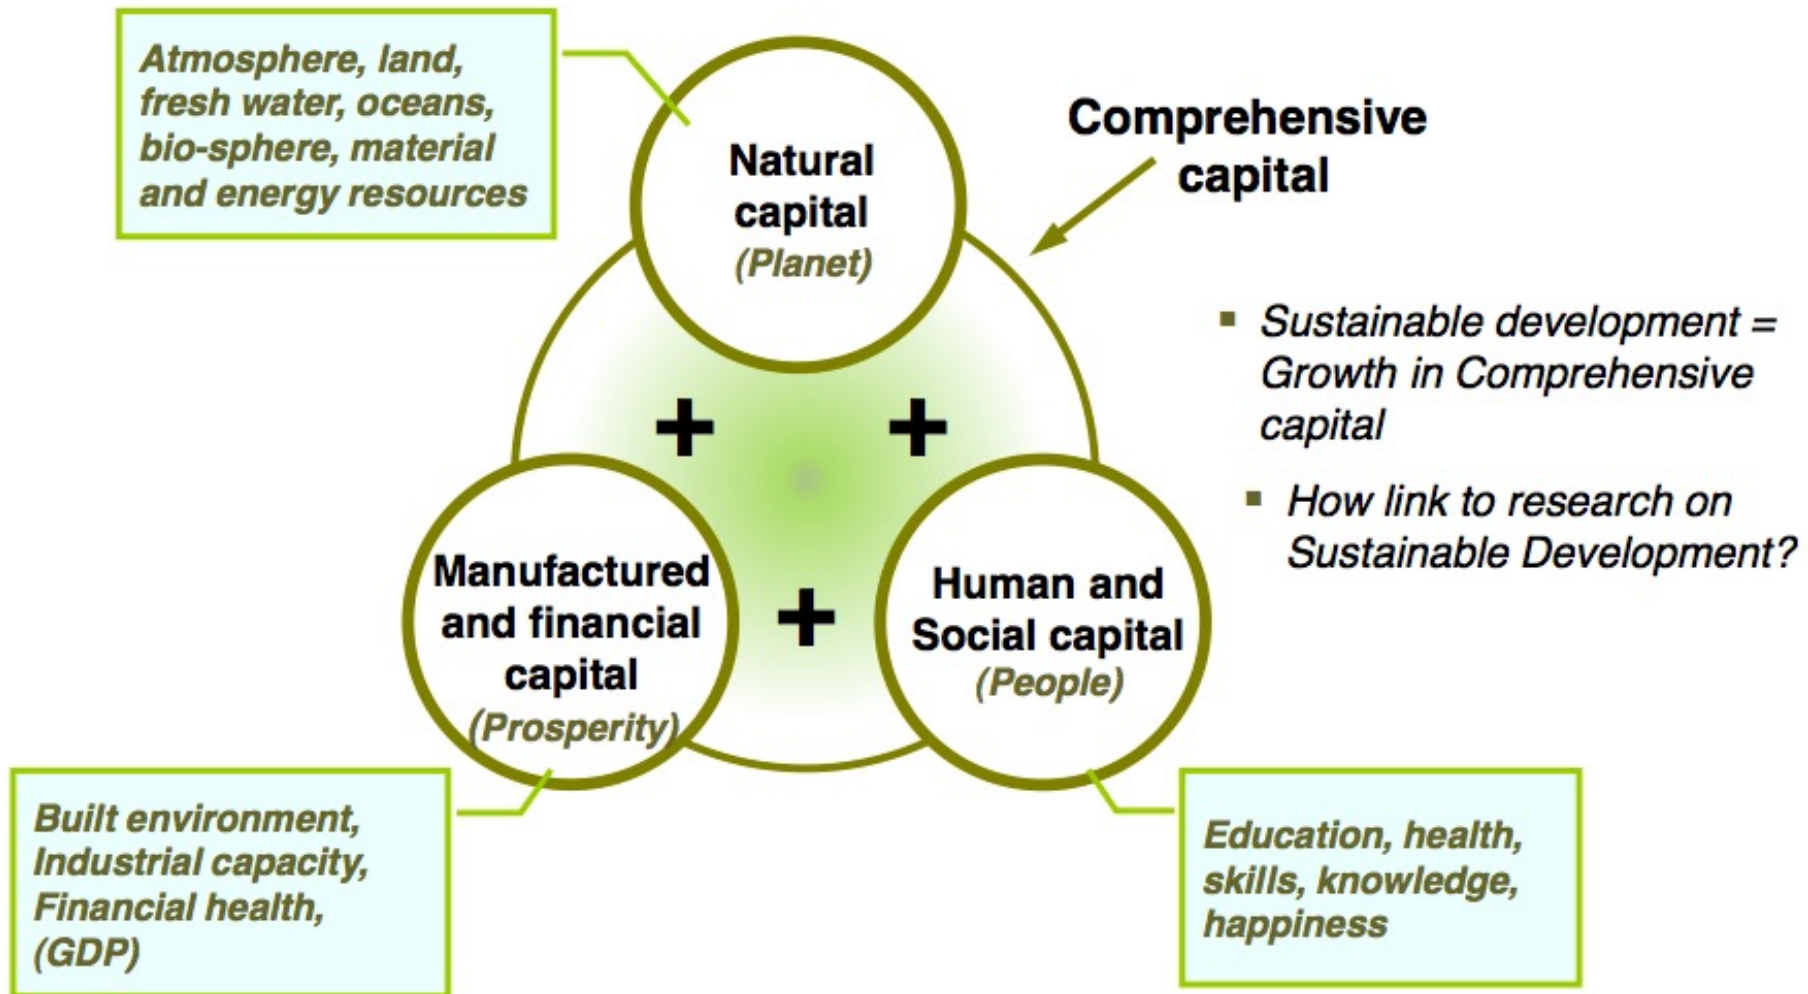 Atmosphere, land,
fresh water, oceans,
bio-sphere, material
and energy resources
Natural
capital
(Planet)
Comprehensive
capital
▪ Sustainable development =
Growth in Comprehensive
capital
▪ How link to research on
Sustainable Development?
+
+
+
Manufactured
and financial
capital
(Prosperity)
Human and
Social capital
(People)
Built environment,
Industrial capacity,
Financial health,
(GDP)
Education, health,
skills, knowledge,
happiness